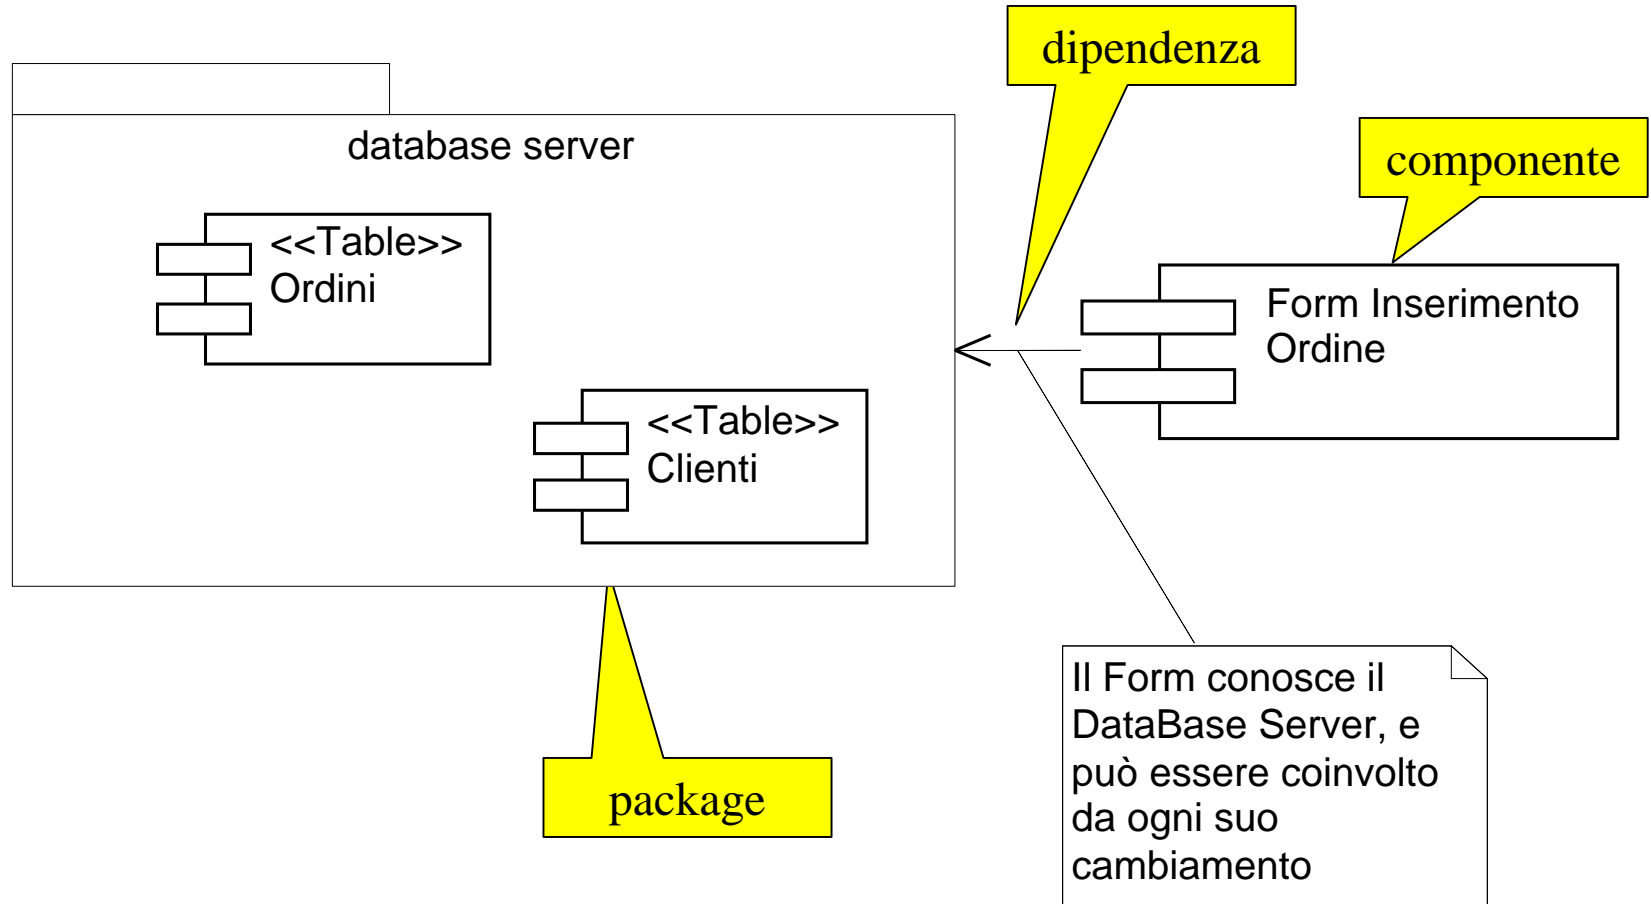 dipendenza
componente
database server
<<Table>>
Ordini
<<Table>>
Clienti
Form Inserimento
Ordine
package
Il Form conosce il
DataBase Server, e
può essere coinvolto
da ogni suo
cambiamento